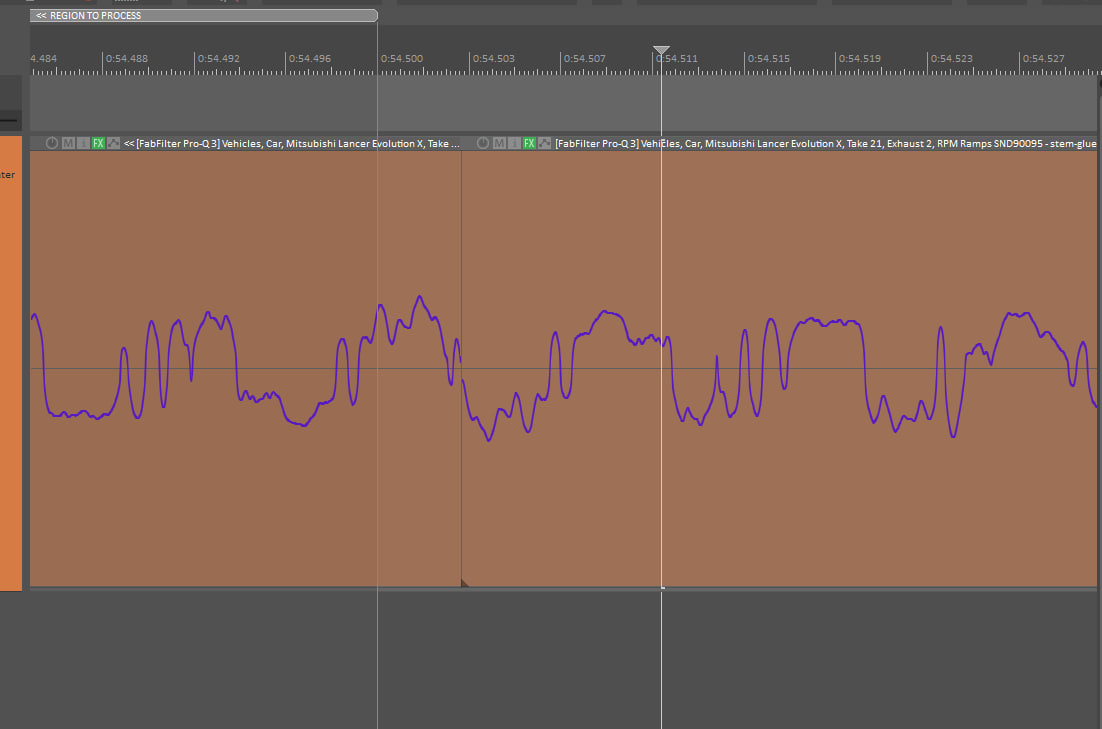 << REGION TO PROCESS
4.484 0:54.488 0:54.492 0:54.496 0:54.500 0:54.503 0:54.507 0:54.511 0:54.515 0:54.519 0:54.523 0:54.527
M i FX << [FabFilter Pro-Q 3] Vehicles, Car, Mitsubishi Lancer Evolution X, Take ... M i FX [FabFilter Pro-Q 3] Vehicles, Car, Mitsubishi Lancer Evolution X, Take 21, Exhaust 2, RPM Ramps SND90095 - stem-glue
ter